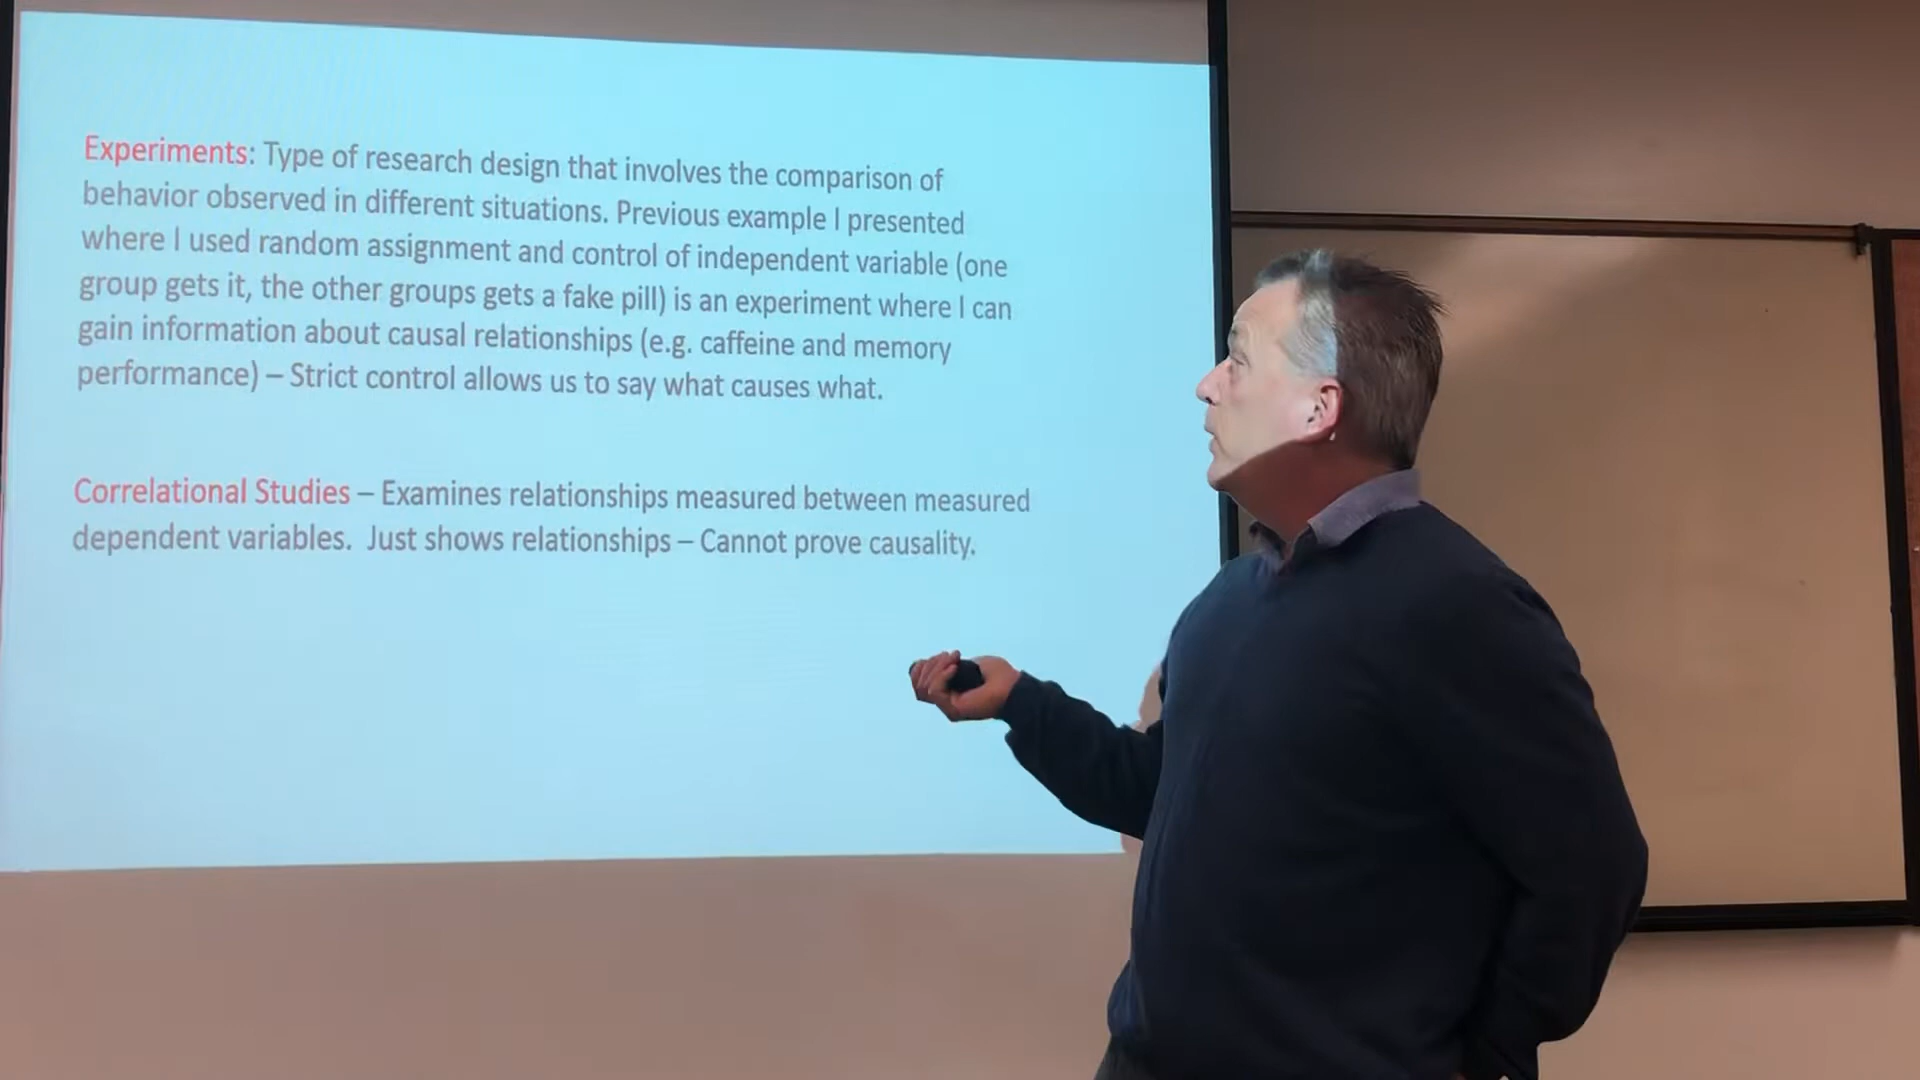 Experiments: Type of research design that involves the comparison of
behavior observed in different situations. Previous example I presented
where I used random assignment and control of independent variable (one
group gets it, the other groups gets a fake pill) is an experiment where I can
gain information about causal relationships (e.g. caffeine and memory
performance) – Strict control allows us to say what causes what.
Correlational Studies – Examines relationships measured between measured
dependent variables.  Just shows relationships – Cannot prove causality.